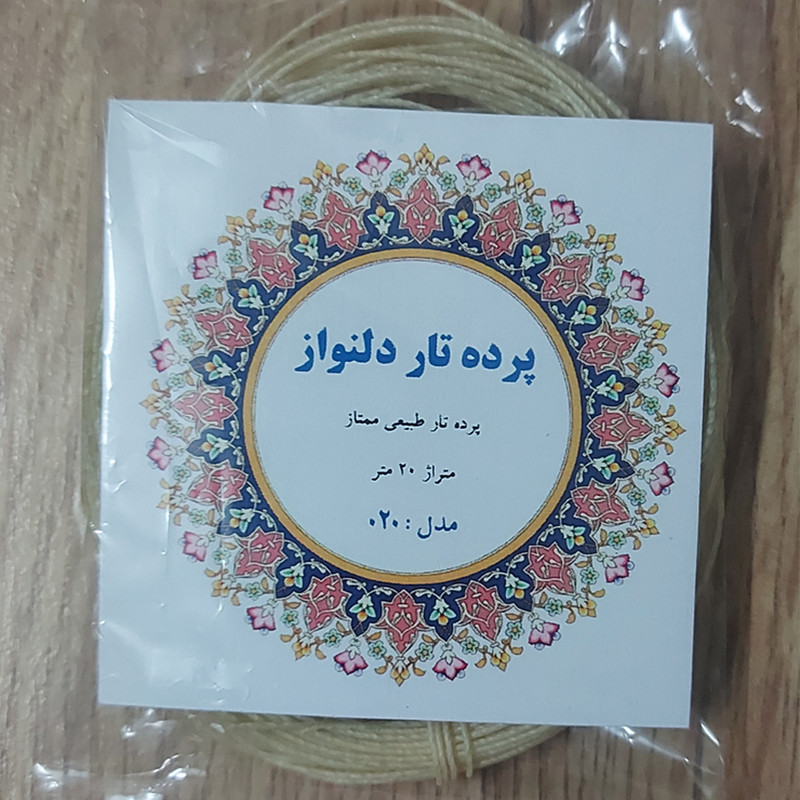 پرده تار دلنواز
پرده تار طبیعی ممتاز
متراژ ۲۰ متر
مدل : ۰۲۰